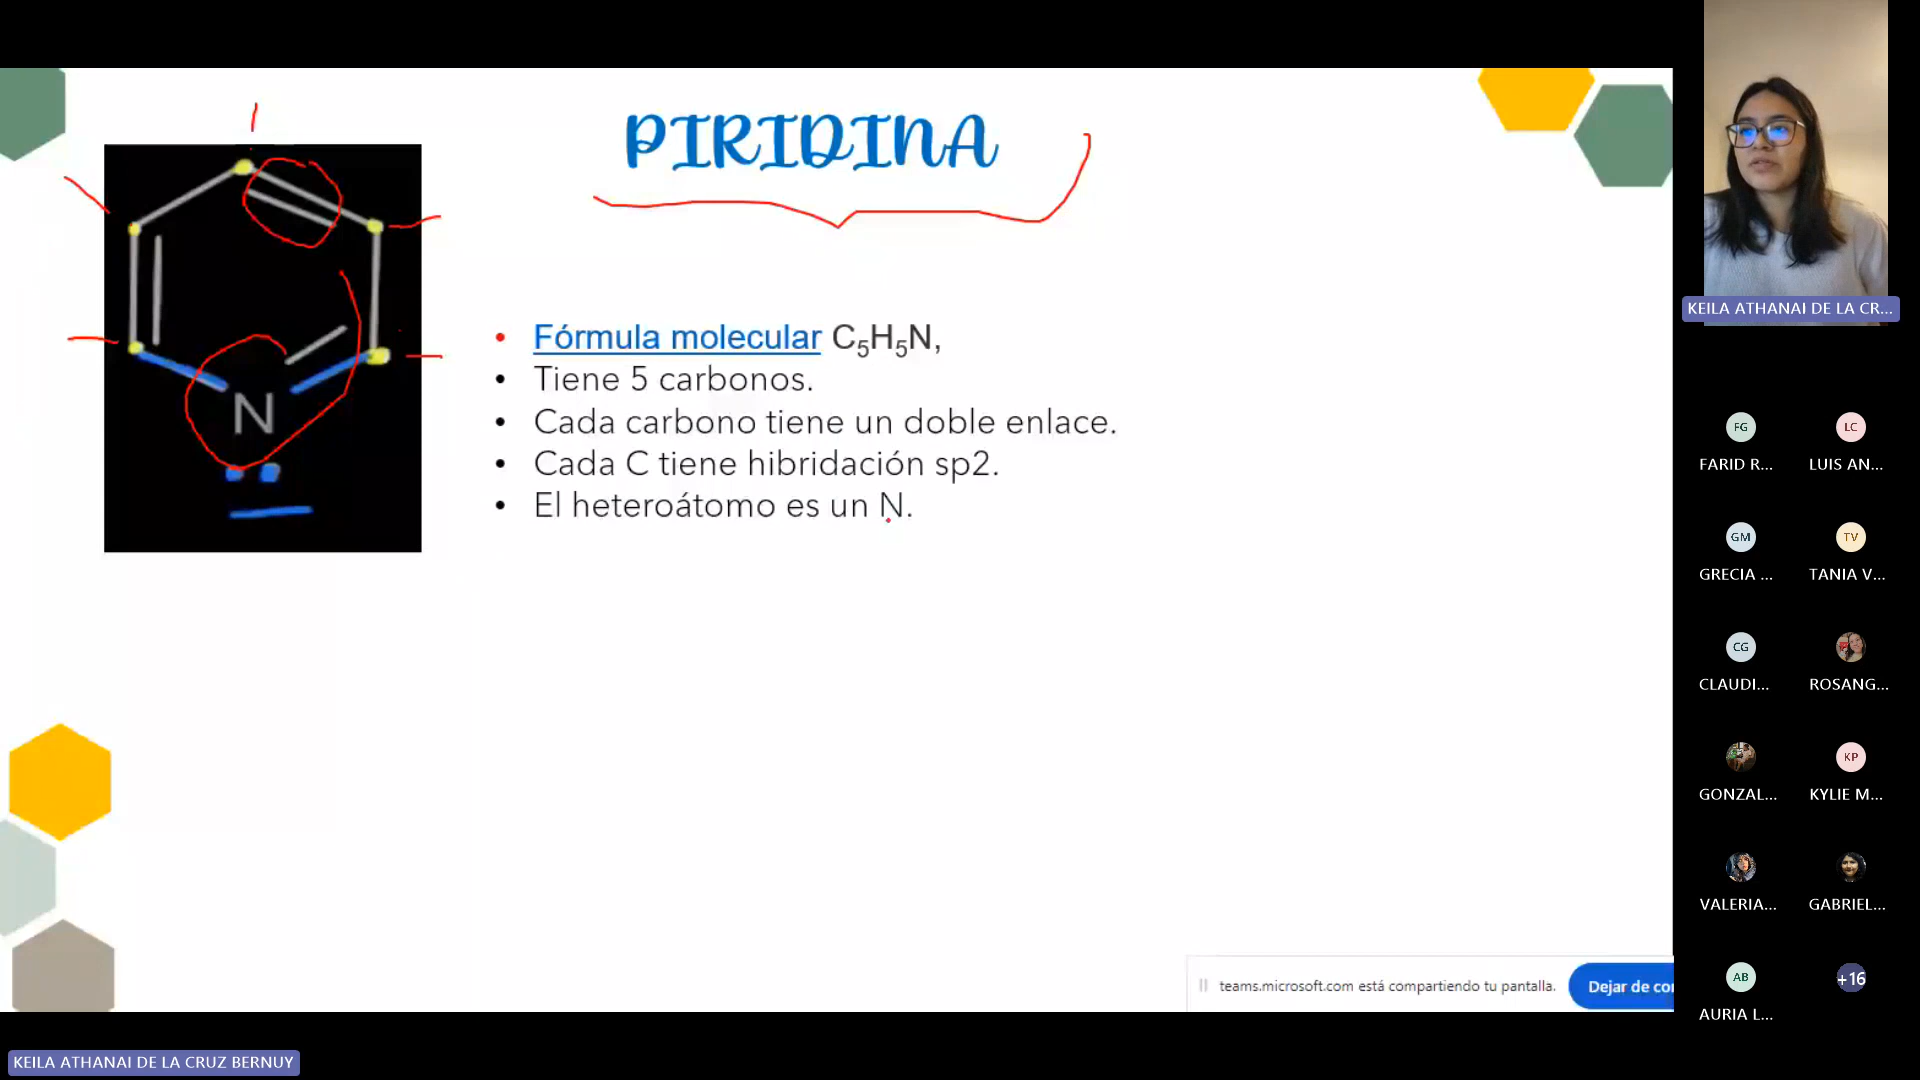 PIRIDINA
N
• Fórmula molecular C₅H₅N,
• Tiene 5 carbonos.
• Cada carbono tiene un doble enlace.
• Cada C tiene hibridación sp2.
• El heteroátomo es un N.
teams.microsoft.com está compartiendo tu pantalla.
Dejar de co
KEILA ATHANAI DE LA CRUZ BERNUY
KEILA ATHANAI DE LA CR...
FG LC
FARID R... LUIS AN...
GM TV
GRECIA ... TANIA V...
CG
CLAUDI... ROSANG...
KP
GONZAL... KYLIE M...
VALERIA... GABRIEL...
AB +16
AURIA L...